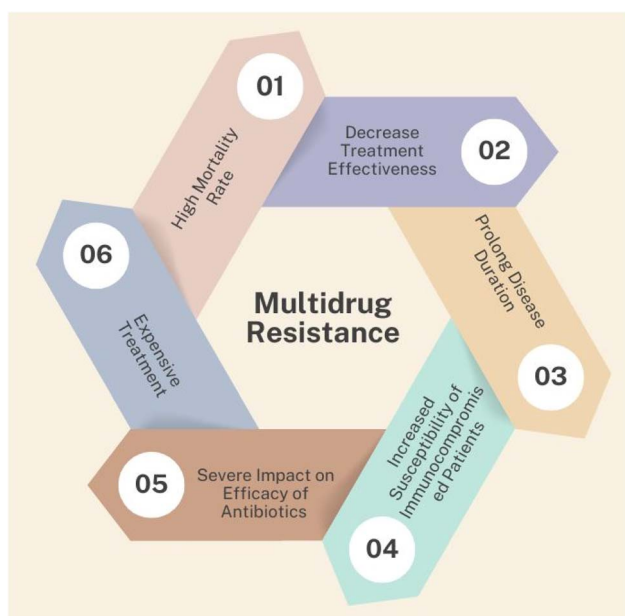 01
High Mortality
Rate
02
Decrease
Treatment
Effectiveness
03
Prolong Disease
Duration
04
Increased
Susceptibility of
Immunocompromis
ed Patients
05
Severe Impact on
Efficacy of
Antibiotics
06
Expensive
Treatment
Multidrug
Resistance